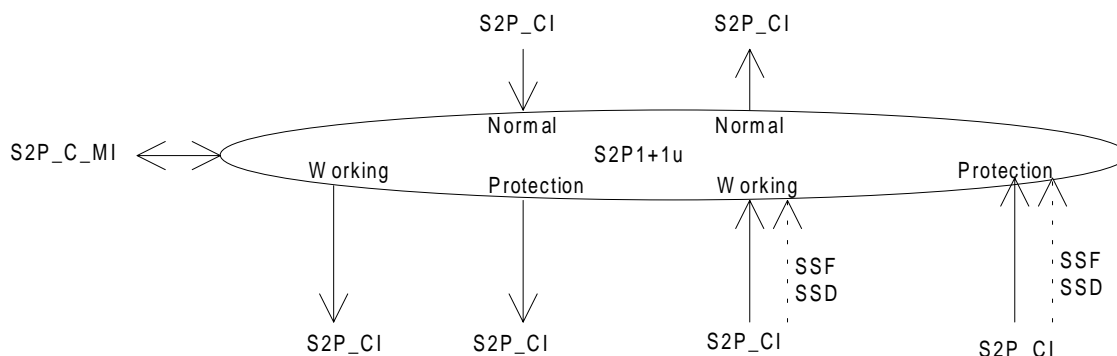 S2P_CI S2P_CI
Normal Normal
S2P_C_MI S2P1+1u
Working Protection Working Protection
SSF SSF
SSD SSD
S2P_CI S2P_CI S2P_CI S2P_CI